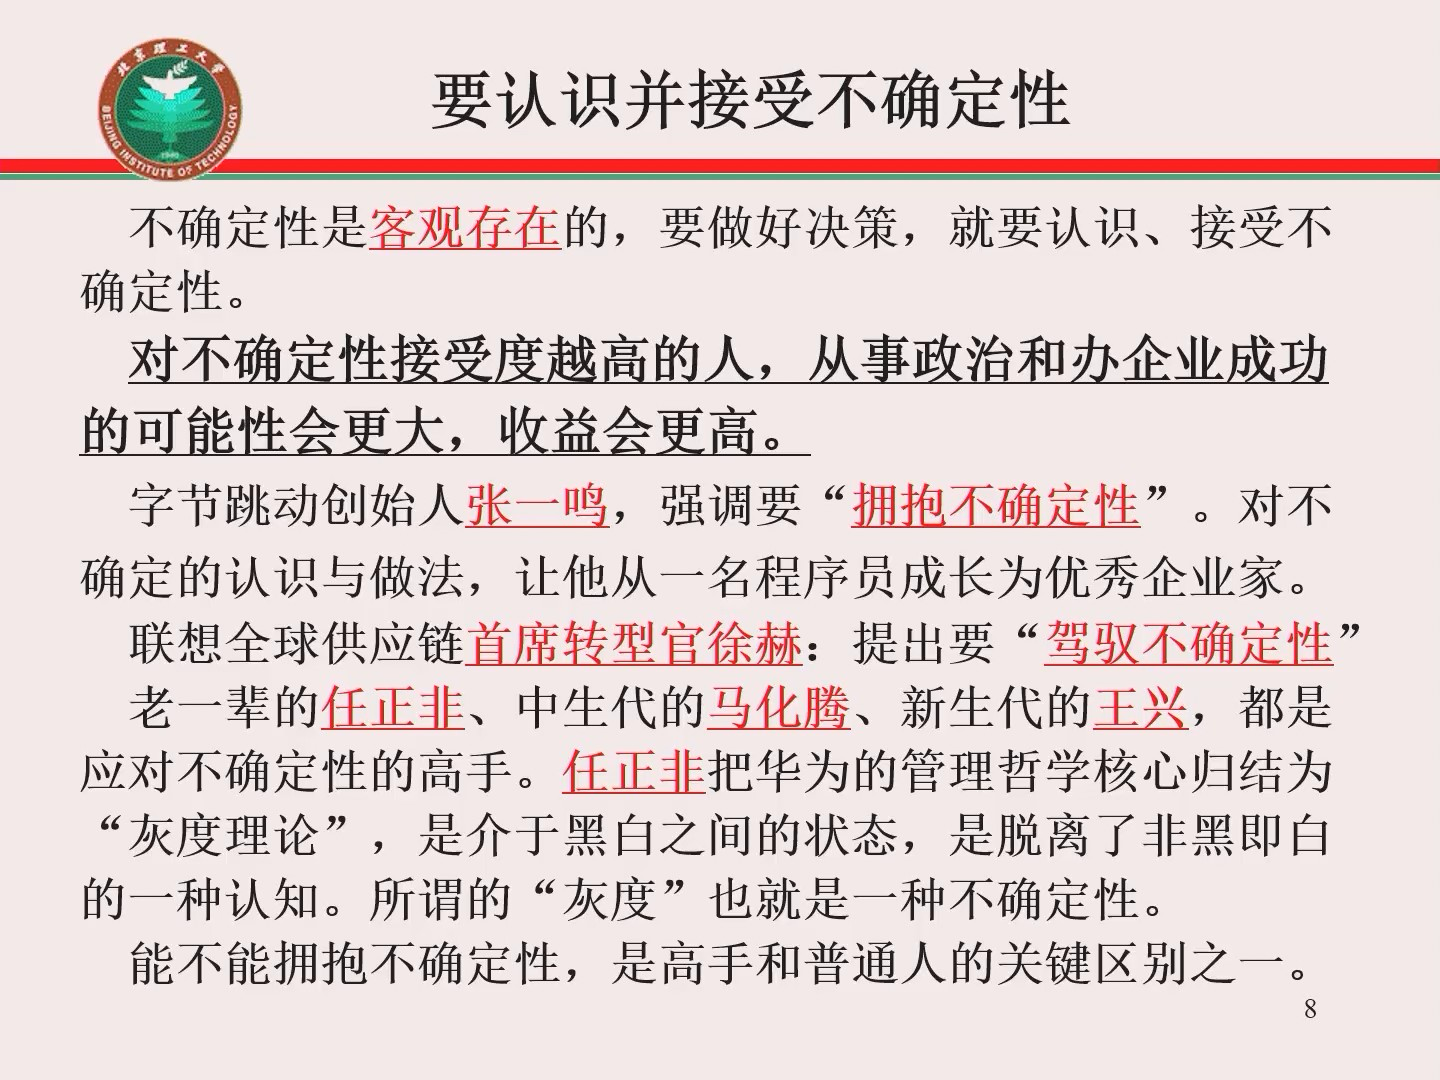 北京理工大学
BEIJING INSTITUTE OF TECHNOLOGY
1940
要认识并接受不确定性
不确定性是客观存在的，要做好决策，就要认识、接受不
确定性。
对不确定性接受度越高的人，从事政治和办企业成功
的可能性会更大，收益会更高。
字节跳动创始人张一鸣，强调要“拥抱不确定性”。对不
确定的认识与做法，让他从一名程序员成长为优秀企业家。
联想全球供应链首席转型官徐赫：提出要“驾驭不确定性”
老一辈的任正非、中生代的马化腾、新生代的王兴，都是
应对不确定性的高手。任正非把华为的管理哲学核心归结为
“灰度理论”，是介于黑白之间的状态，是脱离了非黑即白
的一种认知。所谓的“灰度”也就是一种不确定性。
能不能拥抱不确定性，是高手和普通人的关键区别之一。
8